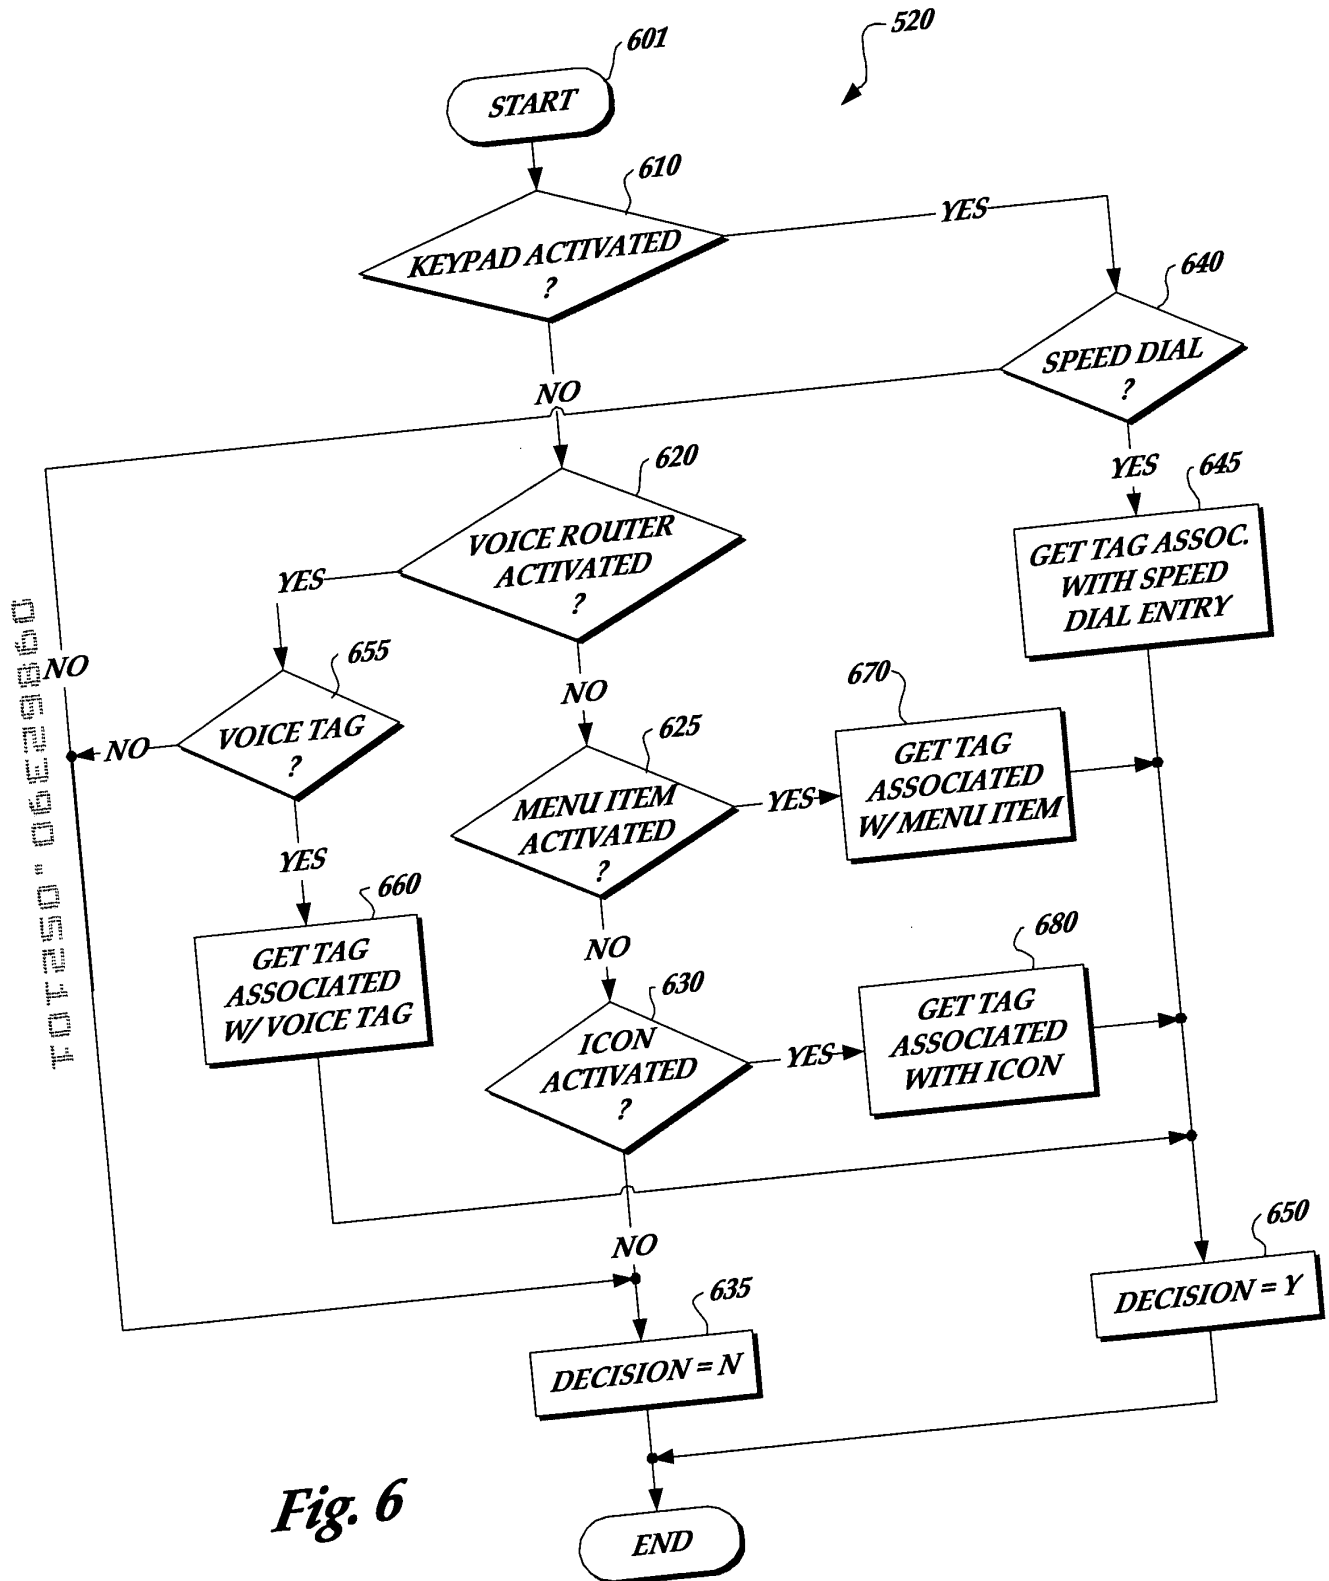 520
601
START
610
KEYPAD ACTIVATED
?
YES
640
SPEED DIAL
?
NO
YES
620
VOICE ROUTER
ACTIVATED
?
YES
645
GET TAG ASSOC.
WITH SPEED
DIAL ENTRY
NO
655
VOICE TAG
?
NO
NO
670
GET TAG
ASSOCIATED
W/ MENU ITEM
625
MENU ITEM
ACTIVATED
?
YES
YES
660
GET TAG
ASSOCIATED
W/ VOICE TAG
NO
680
GET TAG
ASSOCIATED
WITH ICON
630
ICON
ACTIVATED
?
YES
NO
650
DECISION = Y
635
DECISION = N
END
Fig. 6
09862390.052101